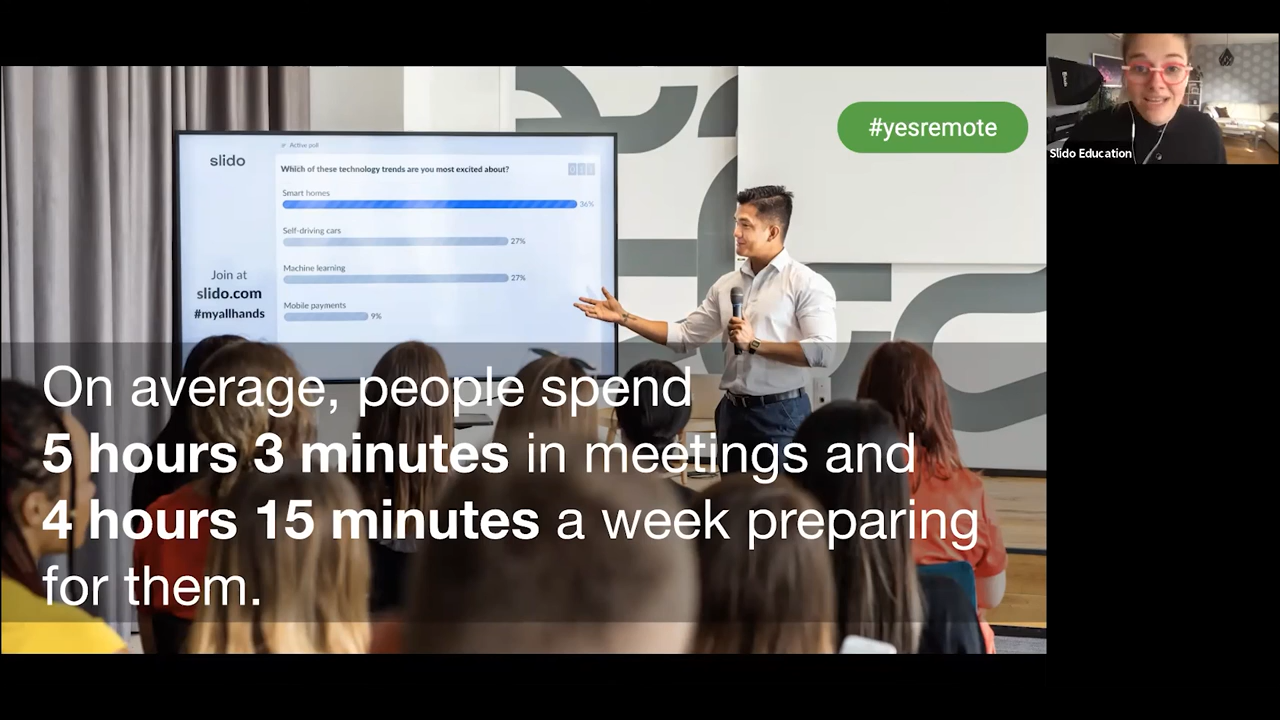 #yesremote
Slido Education
slido
Active poll
Which of these technology trends are you most excited about?
Smart homes
36%
Self-driving cars
27%
Machine learning
27%
Mobile payments
9%
Join at
slido.com
#myallhands
On average, people spend
5 hours 3 minutes in meetings and
4 hours 15 minutes a week preparing
for them.